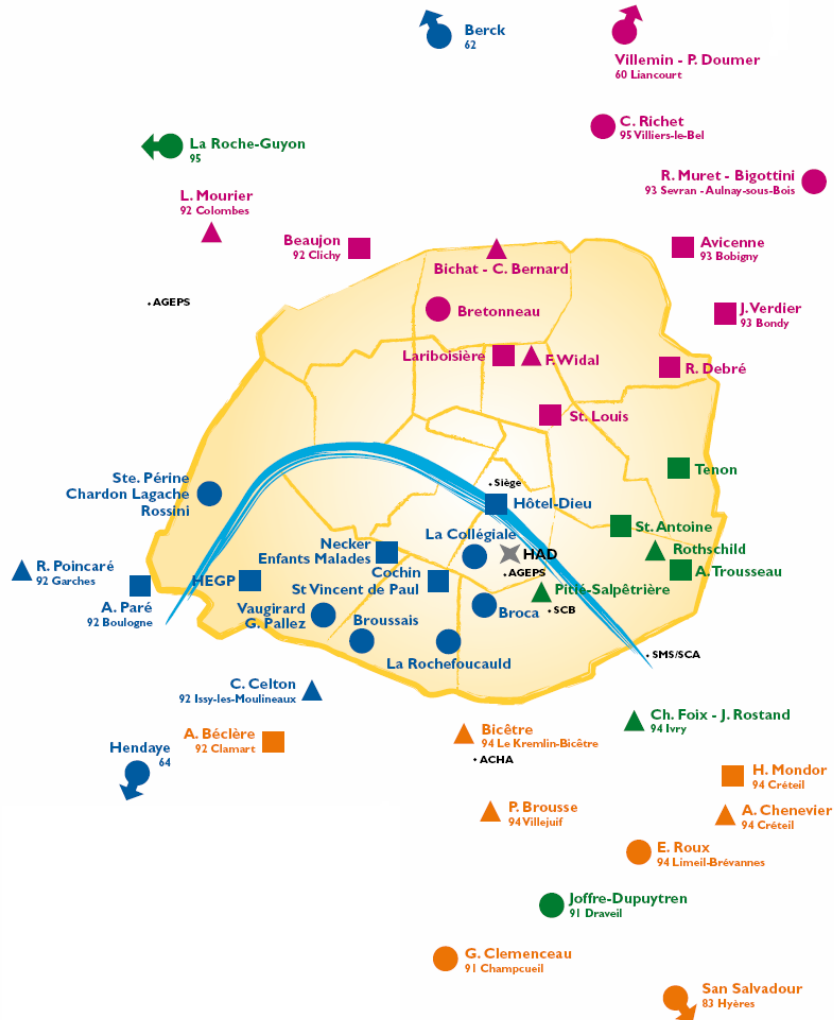 Berck
62
Villemin - P. Doumer
60 Liancourt
C. Richet
95 Villiers-le-Bel
La Roche-Guyon
95
R. Muret - Bigottini
93 Sevran - Aulnay-sous-Bois
L. Mourier
92 Colombes
Beaujon
92 Clichy
Avicenne
93 Bobigny
Bichat - C. Bernard
AGEPS
Bretonneau
J. Verdier
93 Bondy
Lariboisière
F. Widal
R. Debré
St. Louis
Tenon
Ste. Périne
Chardon Lagache
Rossini
Siège
Hôtel-Dieu
St. Antoine
La Collégiale
HAD
Rothschild
Necker
Enfants Malades
R. Poincaré
92 Garches
AGEPS
A. Trousseau
HEGP
Cochin
St Vincent de Paul
Pitié-Salpêtrière
A. Paré
92 Boulogne
Vaugirard
G. Pallez
Broca
SCB
Broussais
La Rochefoucauld
SMS/SCA
C. Celton
92 Issy-les-Moulineaux
Ch. Foix - J. Rostand
94 Ivry
A. Béclère
92 Clamart
Bicêtre
94 Le Kremlin-Bicêtre
Hendaye
64
ACHA
H. Mondor
94 Créteil
P. Brousse
94 Villejuif
A. Chenevier
94 Créteil
E. Roux
94 Limeil-Brévannes
Joffre-Dupuytren
91 Draveil
G. Clemenceau
91 Champcueil
San Salvadour
83 Hyères